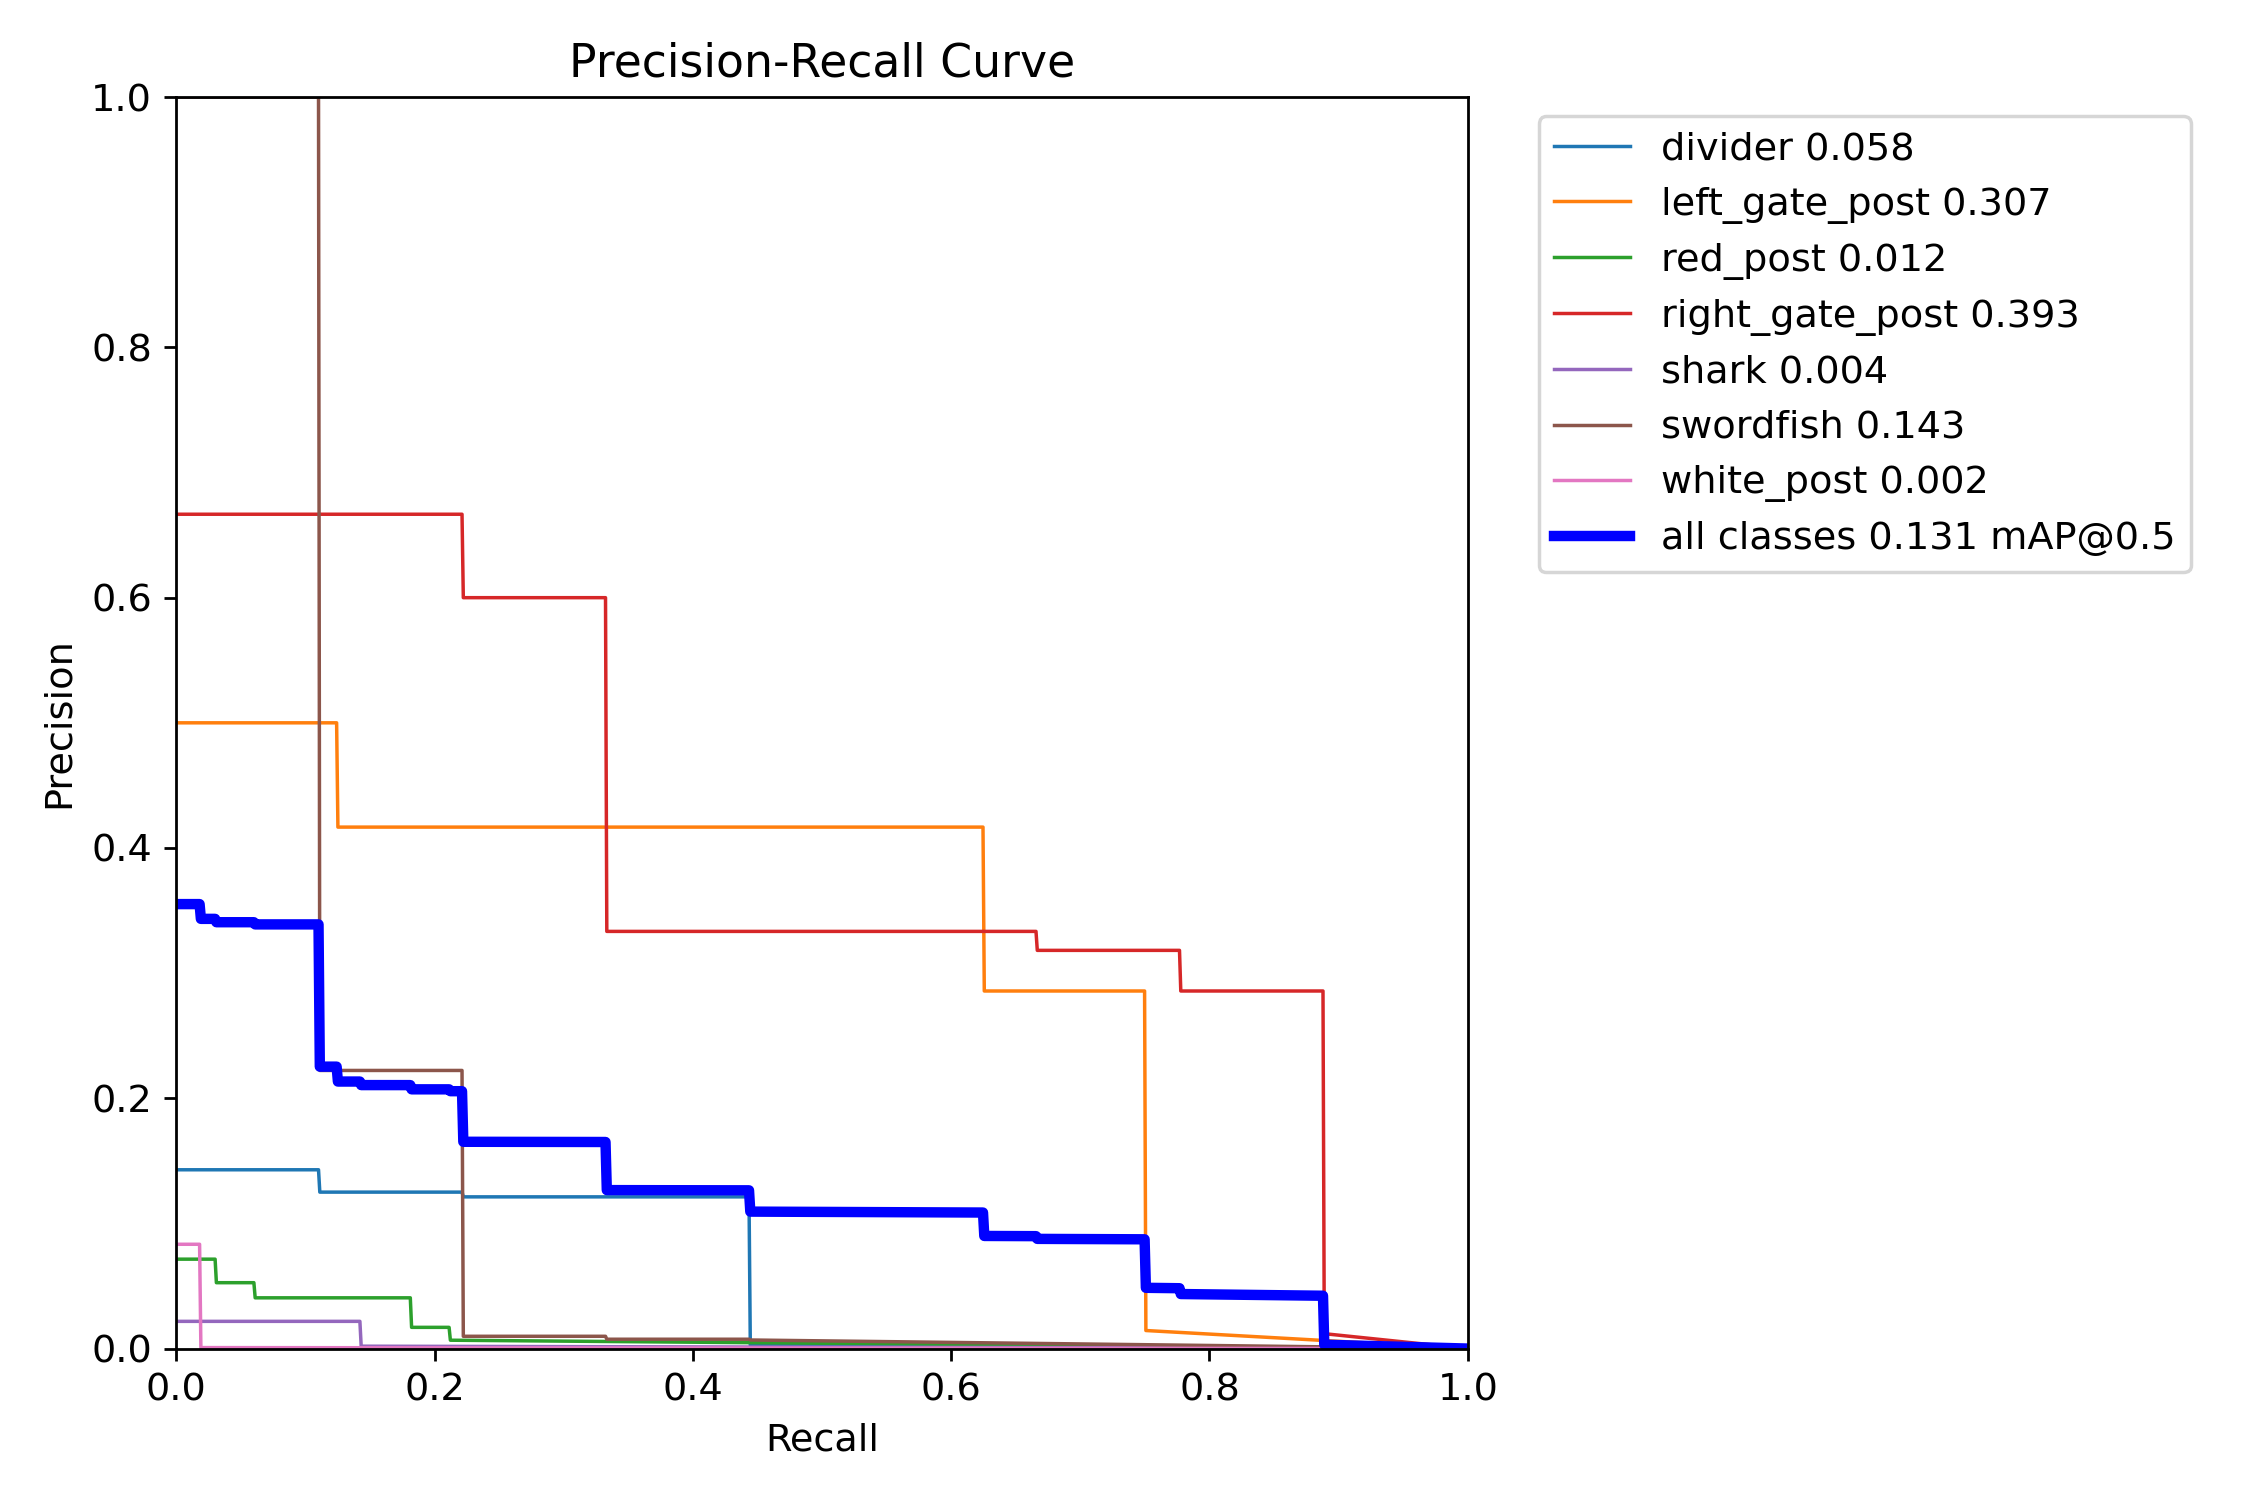 Precision-Recall Curve
1.0
0.8
0.6
0.4
0.2
0.0
Precision
0.0 0.2 0.4 0.6 0.8 1.0
Recall
divider 0.058
left_gate_post 0.307
red_post 0.012
right_gate_post 0.393
shark 0.004
swordfish 0.143
white_post 0.002
all classes 0.131 mAP@0.5